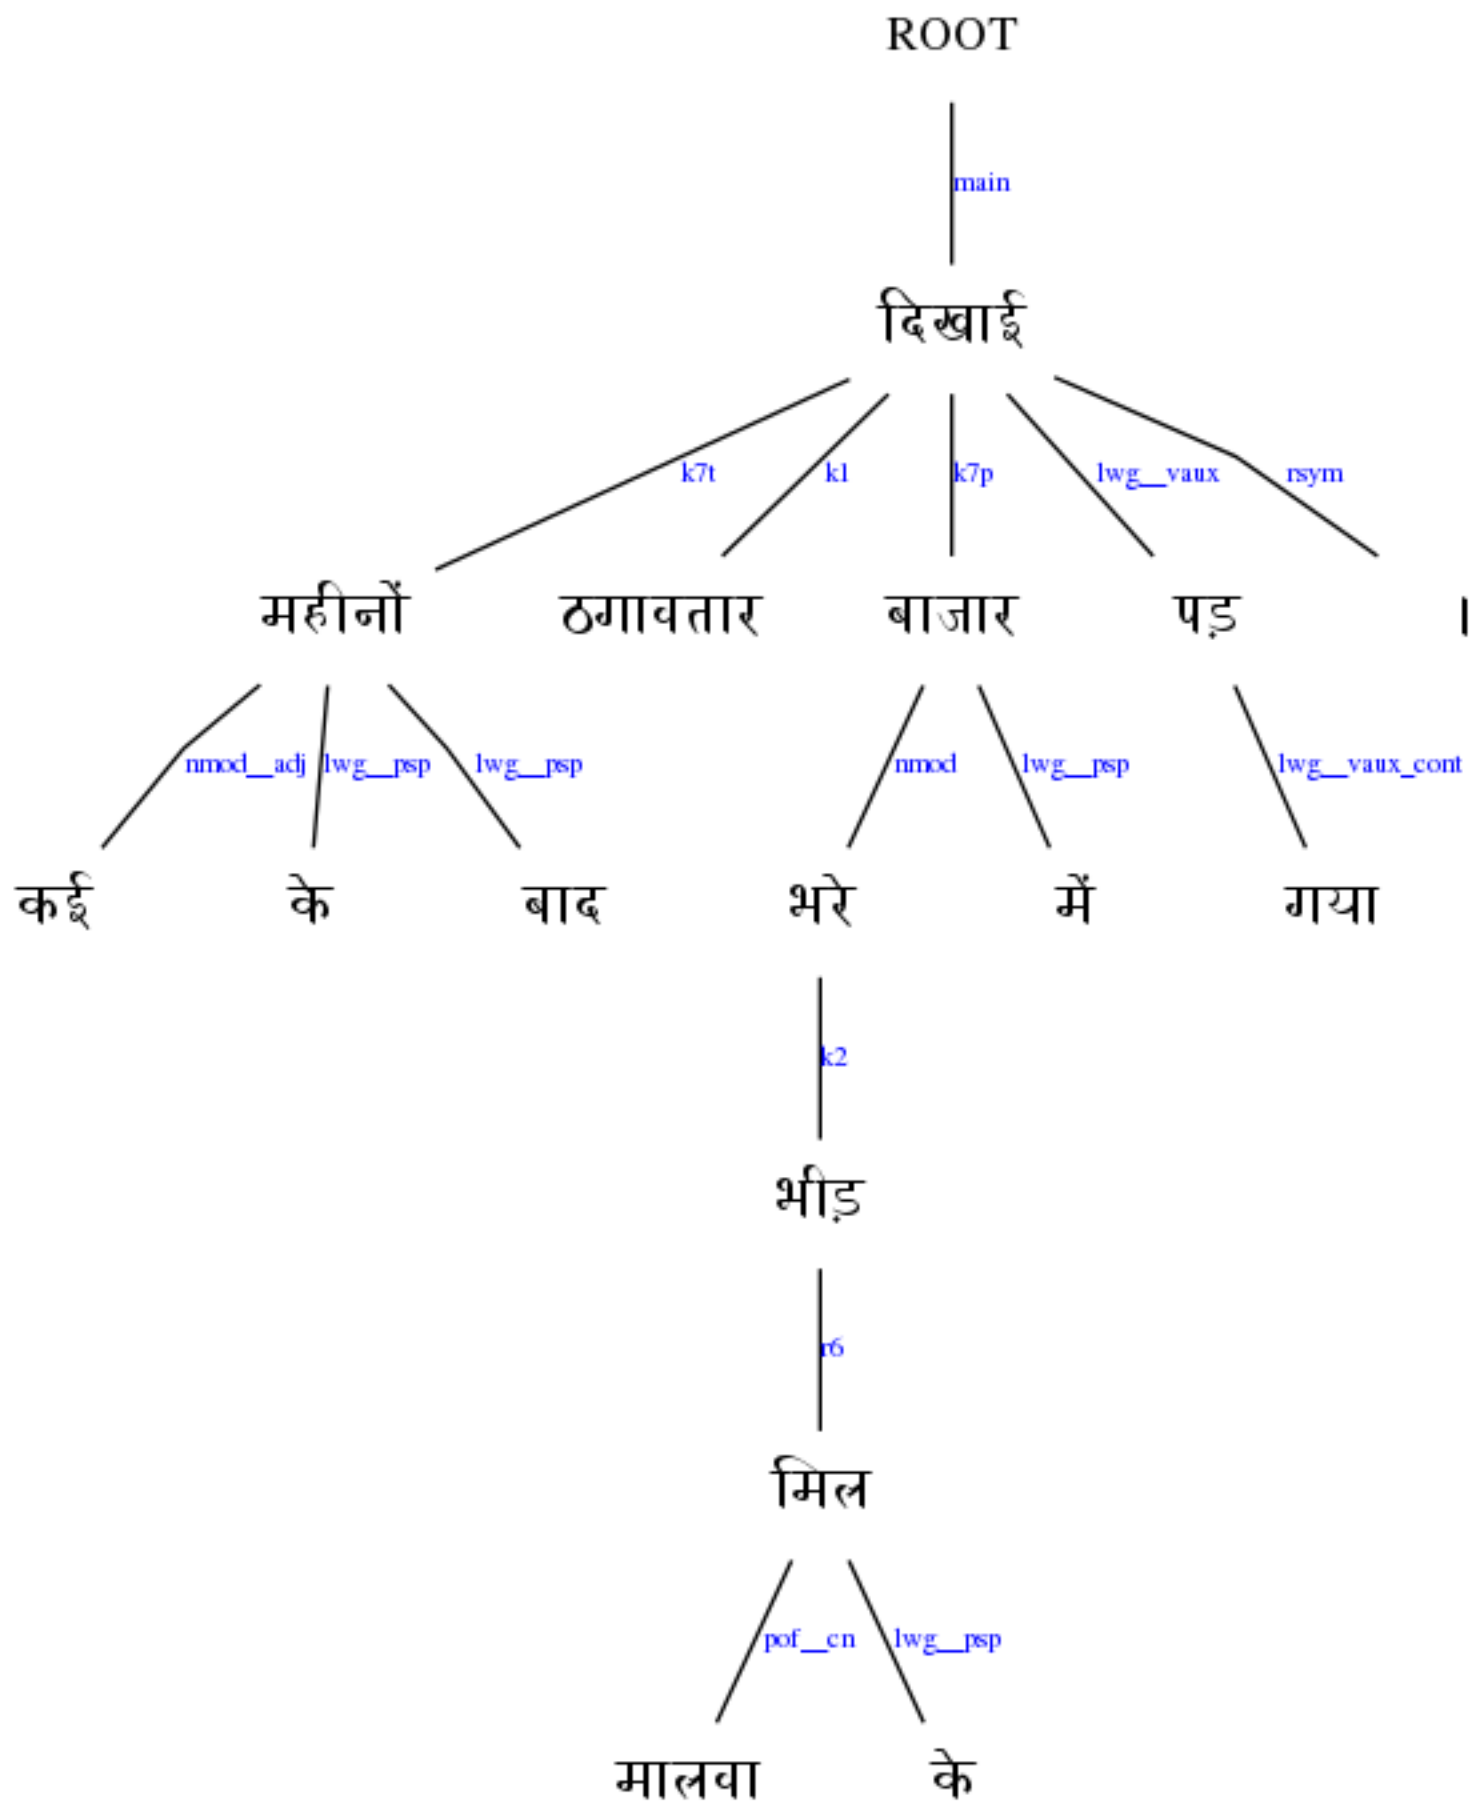 ROOT
main
दिखाई
k7t k1 k7p lwg__vaux rsym
महीनों ठगावतार बाजार पड़ ।
nmod__adj lwg__psp lwg__psp nmod lwg__psp lwg__vaux_cont
कई के बाद भरे में गया
k2
भीड़
r6
मिल
pof__cn lwg__psp
मालवा के